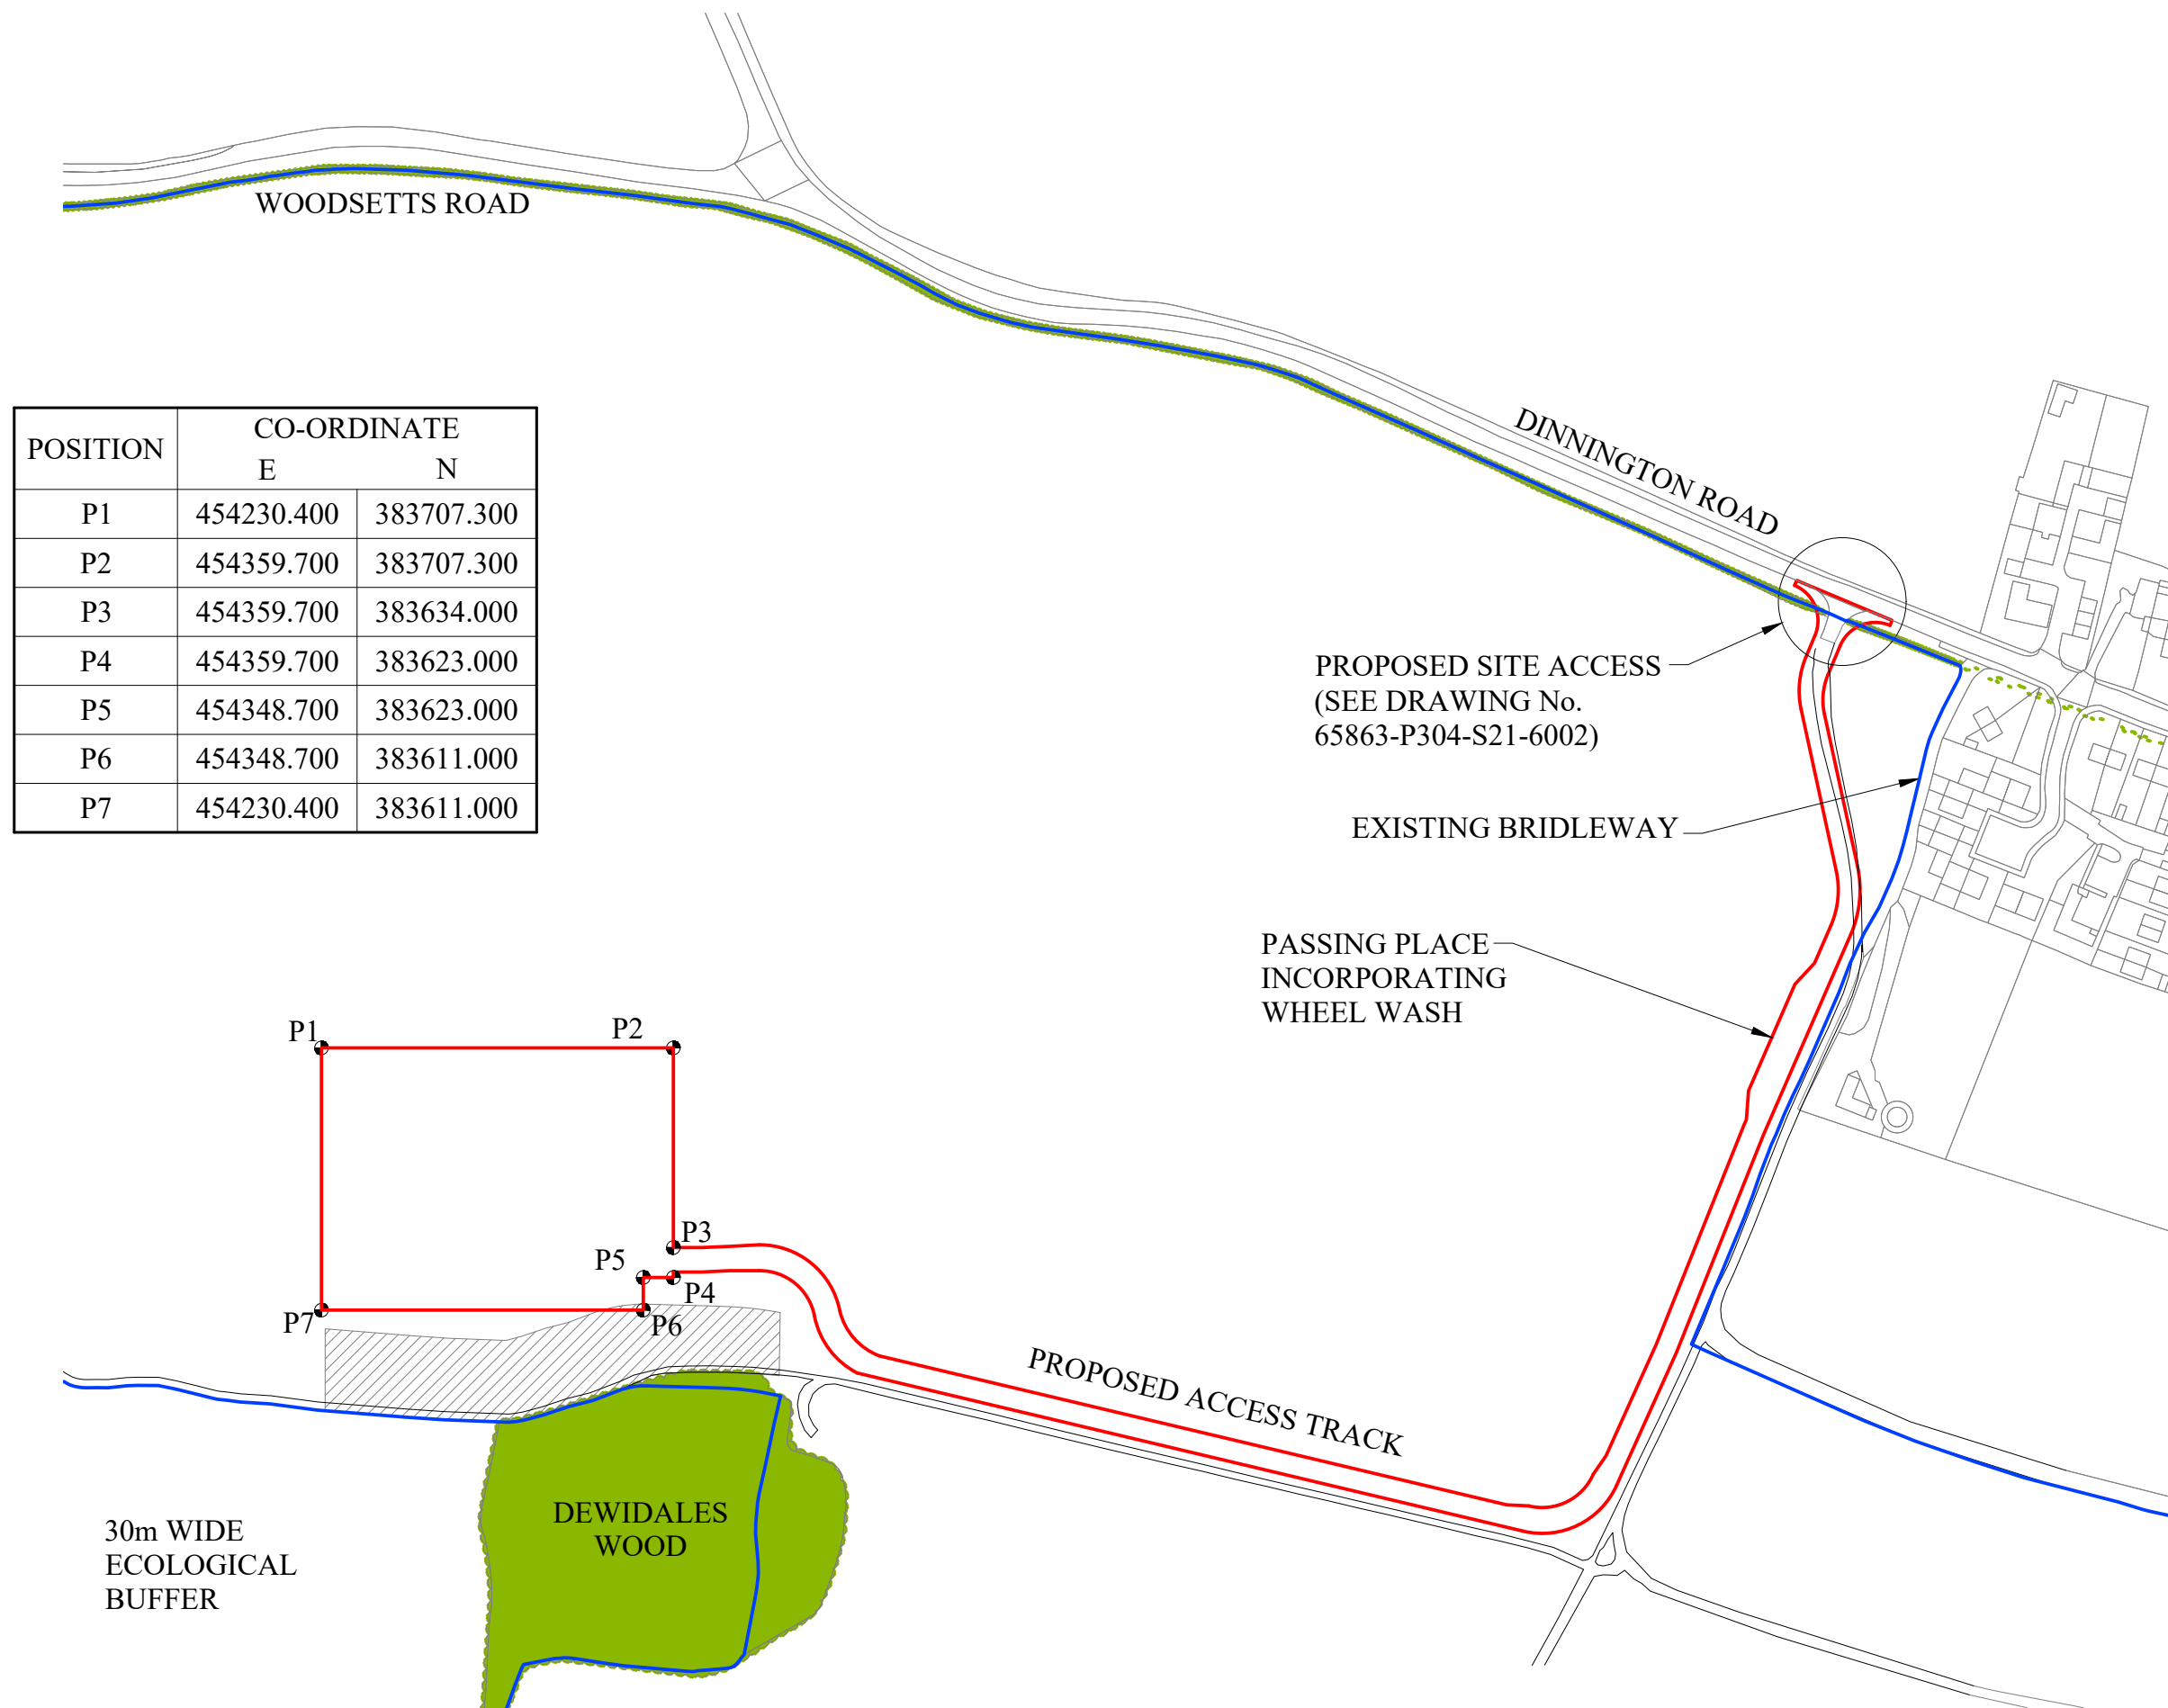 WOODSETTS ROAD
DINNINGTON ROAD
POSITION
CO-ORDINATE
E N
P1 454230.400 383707.300
P2 454359.700 383707.300
P3 454359.700 383634.000
P4 454359.700 383623.000
P5 454348.700 383623.000
P6 454348.700 383611.000
P7 454230.400 383611.000
PROPOSED SITE ACCESS
(SEE DRAWING No.
65863-P304-S21-6002)
EXISTING BRIDLEWAY
PASSING PLACE
INCORPORATING
WHEEL WASH
P1
P2
P3
P5
P4
P7
P6
PROPOSED ACCESS TRACK
DEWIDALES
WOOD
30m WIDE
ECOLOGICAL
BUFFER